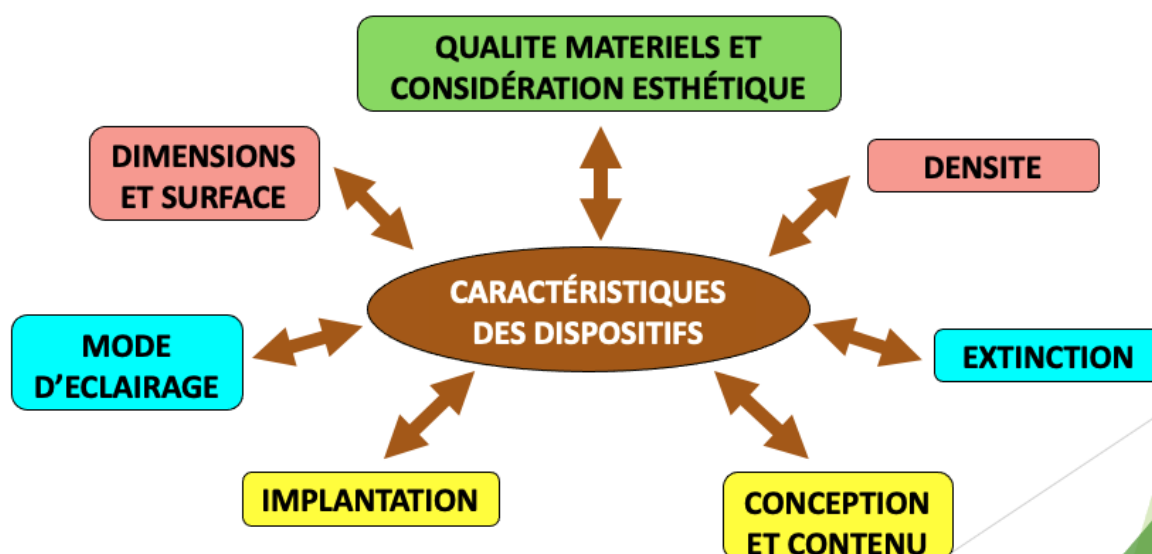 QUALITE MATERIELS ET
CONSIDÉRATION ESTHÉTIQUE
DIMENSIONS
ET SURFACE
DENSITE
CARACTÉRISTIQUES
DES DISPOSITIFS
MODE
D’ECLAIRAGE
EXTINCTION
IMPLANTATION
CONCEPTION
ET CONTENU